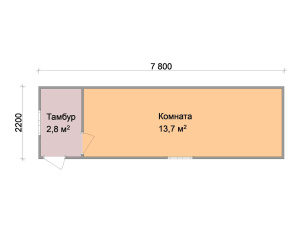 7 800
2200
Тамбур
2,8 м²
Комната
13,7 м²